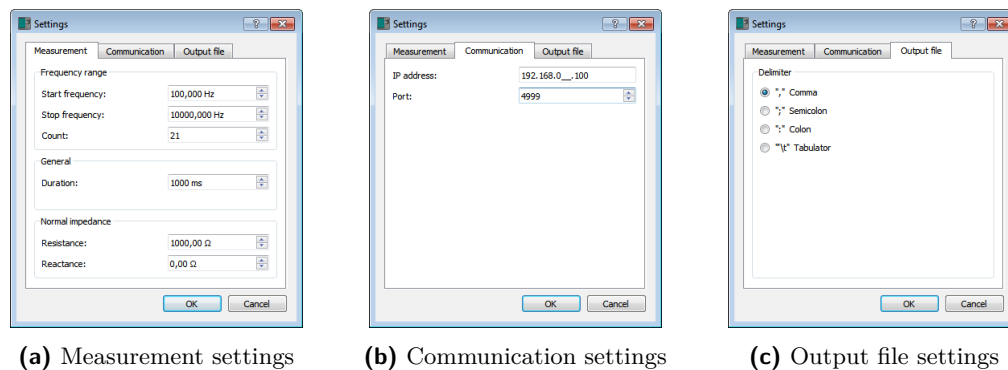 Settings
Measurement Communication Output file
Frequency range
Start frequency: 100,000 Hz
Stop frequency: 10000,000 Hz
Count: 21
General
Duration: 1000 ms
Normal impedance
Resistance: 1000,00 Ω
Reactance: 0,00 Ω
OK Cancel
(a) Measurement settings
Settings
Measurement Communication Output file
IP address: 192.168.0__.100
Port: 4999
OK Cancel
(b) Communication settings
Settings
Measurement Communication Output file
Delimiter
"," Comma
";" Semicolon
":" Colon
"\t" Tabulator
OK Cancel
(c) Output file settings